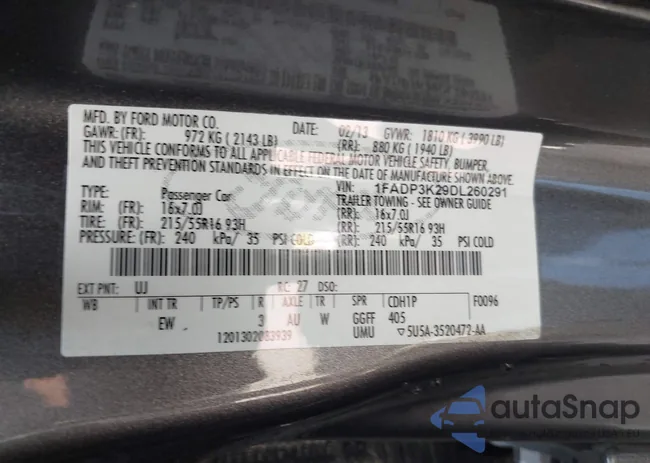 MFD. BY FORD MOTOR CO.
DATE: 02/13 GVWR: 1810 KG (3990 LB)
GAWR: (FR): 972 KG (2143 LB) (RR): 880 KG (1940 LB)
THIS VEHICLE CONFORMS TO ALL APPLICABLE FEDERAL MOTOR VEHICLE SAFETY, BUMPER,
AND THEFT PREVENTION STANDARDS IN EFFECT ON THE DATE OF MANUFACTURE SHOWN ABOVE.
VIN: 1FADP3K29DL260291
TYPE: Passenger Car TRAILER TOWING - SEE OWNER GUIDE
RIM: (FR): 16x7.0J (RR): 16x7.0J
TIRE: (FR): 215/55R16 93H (RR): 215/55R16 93H
PRESSURE: (FR): 240 kPa/ 35 PSI COLD (RR): 240 kPa/ 35 PSI COLD
EXT PNT: UJ RC: 27 DSO:
WB INT TR TP/PS R AXLE TR SPR CDH1P F0096
EW 3 AU W GGFF 405
1201302083939 UMU 5U5A-3520472-AA
autoSnap